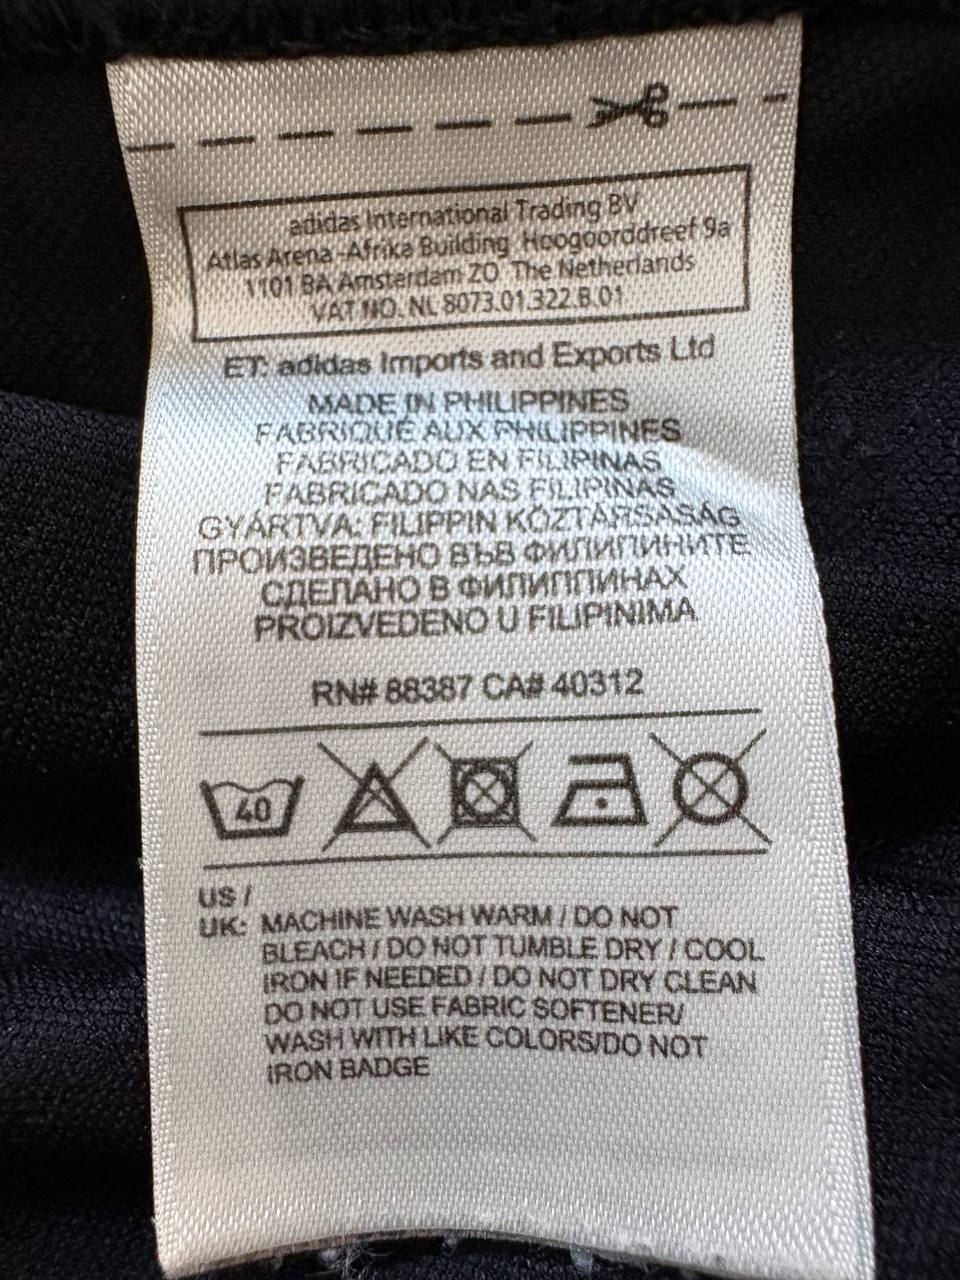 adidas International Trading BV
Atlas Arena -Afrika Building Hoogoorddreef 9a
1101 BA Amsterdam ZO The Netherlands
VAT NO. NL 8073.01.322.B.01
ET: adidas Imports and Exports Ltd
MADE IN PHILIPPINES
FABRIQUÉ AUX PHILIPPINES
FABRICADO EN FILIPINAS
FABRICADO NAS FILIPINAS
GYÁRTVA: FILIPPIN KÖZTÁRSASÁG
ПРОИЗВЕДЕНО ВЪВ ФИЛИПИНИТЕ
СДЕЛАНО В ФИЛИППИНАХ
PROIZVEDENO U FILIPINIMA
RN# 88387 CA# 40312
40
US /
UK: MACHINE WASH WARM / DO NOT
BLEACH / DO NOT TUMBLE DRY / COOL
IRON IF NEEDED / DO NOT DRY CLEAN
DO NOT USE FABRIC SOFTENER/
WASH WITH LIKE COLORS/DO NOT
IRON BADGE